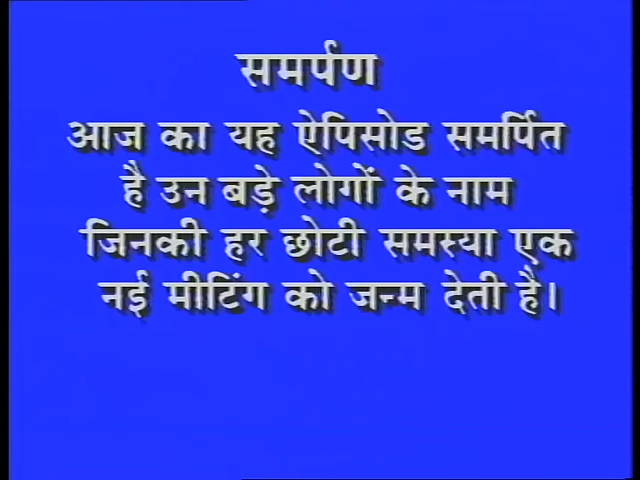 समर्पण
आज का यह ऐपिसोड समर्पित
है उन बड़े लोगों के नाम
जिनकी हर छोटी समस्या एक
नई मीटिंग को जन्म देती है।